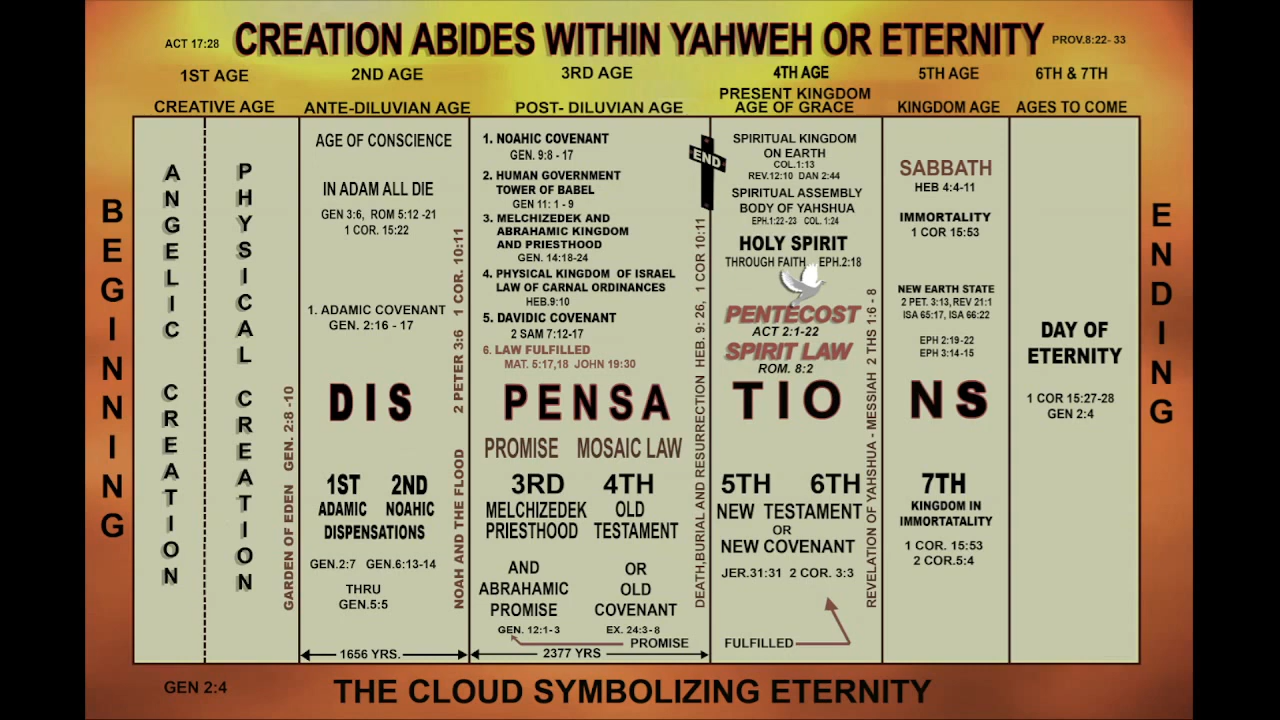 ACT 17:28
CREATION ABIDES WITHIN YAHWEH OR ETERNITY
PROV.8:22- 33
1ST AGE
2ND AGE
3RD AGE
4TH AGE
5TH AGE
6TH & 7TH
CREATIVE AGE
ANTE-DILUVIAN AGE
POST- DILUVIAN AGE
PRESENT KINGDOM
AGE OF GRACE
KINGDOM AGE
AGES TO COME
BEGINNING
ANGELIC CREATION
PHYSICAL CREATION
GARDEN OF EDEN GEN. 2:8 -10
AGE OF CONSCIENCE
IN ADAM ALL DIE
GEN 3:6, ROM 5:12 -21
1 COR. 15:22
1. ADAMIC COVENANT
GEN. 2:16 - 17
DIS
1ST 2ND
ADAMIC NOAHIC
DISPENSATIONS
GEN.2:7 GEN.6:13-14
THRU
GEN.5:5
1656 YRS.
NOAH AND THE FLOOD 2 PETER 3:6 1 COR. 10:11
1. NOAHIC COVENANT
GEN. 9:8 - 17
2. HUMAN GOVERNMENT
TOWER OF BABEL
GEN 11: 1 - 9
3. MELCHIZEDEK AND
ABRAHAMIC KINGDOM
AND PRIESTHOOD
GEN. 14:18-24
4. PHYSICAL KINGDOM OF ISRAEL
LAW OF CARNAL ORDINANCES
HEB.9:10
5. DAVIDIC COVENANT
2 SAM 7:12-17
6. LAW FULFILLED
MAT. 5:17,18 JOHN 19:30
PENSA
PROMISE MOSAIC LAW
3RD 4TH
MELCHIZEDEK OLD
PRIESTHOOD TESTAMENT
AND OR
ABRAHAMIC OLD
PROMISE COVENANT
GEN. 12:1-3 EX. 24:3-8
PROMISE
2377 YRS
END
DEATH,BURIAL AND RESURRECTION HEB. 9: 26, 1 COR 10:11
SPIRITUAL KINGDOM
ON EARTH
COL.1:13
REV.12:10 DAN 2:44
SPIRITUAL ASSEMBLY
BODY OF YAHSHUA
EPH.1:22-23 COL. 1:24
HOLY SPIRIT
THROUGH FAITH EPH.2:18
PENTECOST
ACT 2:1-22
SPIRIT LAW
ROM. 8:2
TIO
5TH 6TH
NEW TESTAMENT
OR
NEW COVENANT
JER.31:31 2 COR. 3:3
FULFILLED
REVELATION OF YAHSHUA - MESSIAH 2 THS 1:6 - 8
SABBATH
HEB 4:4-11
IMMORTALITY
1 COR 15:53
NEW EARTH STATE
2 PET. 3:13, REV 21:1
ISA 65:17, ISA 66:22
EPH 2:19-22
EPH 3:14-15
NS
7TH
KINGDOM IN
IMMORTATALITY
1 COR. 15:53
2 COR.5:4
DAY OF
ETERNITY
1 COR 15:27-28
GEN 2:4
ENDING
GEN 2:4
THE CLOUD SYMBOLIZING ETERNITY